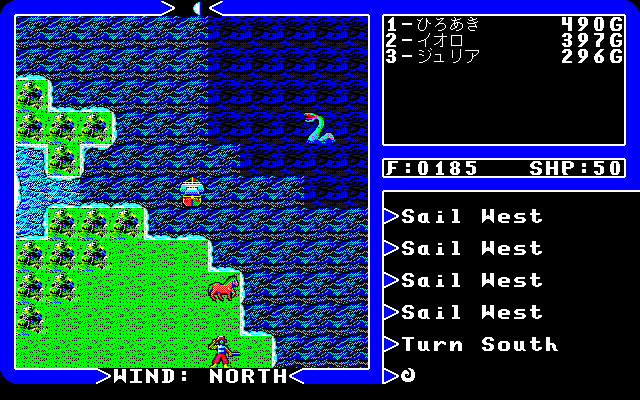 1-ひろあき 490G
2-イオロ 397G
3-ジュリア 296G
F:0185 SHP:50
Sail West
Sail West
Sail West
Sail West
Turn South
WIND: NORTH